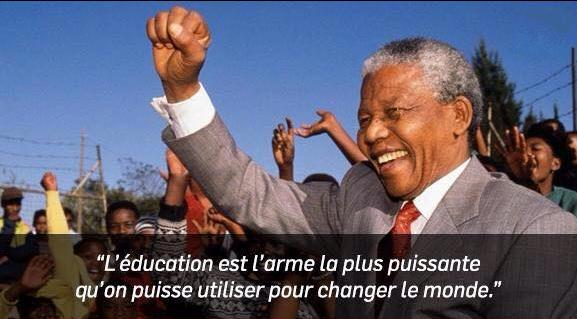 “L’éducation est l’arme la plus puissante
qu’on puisse utiliser pour changer le monde.”